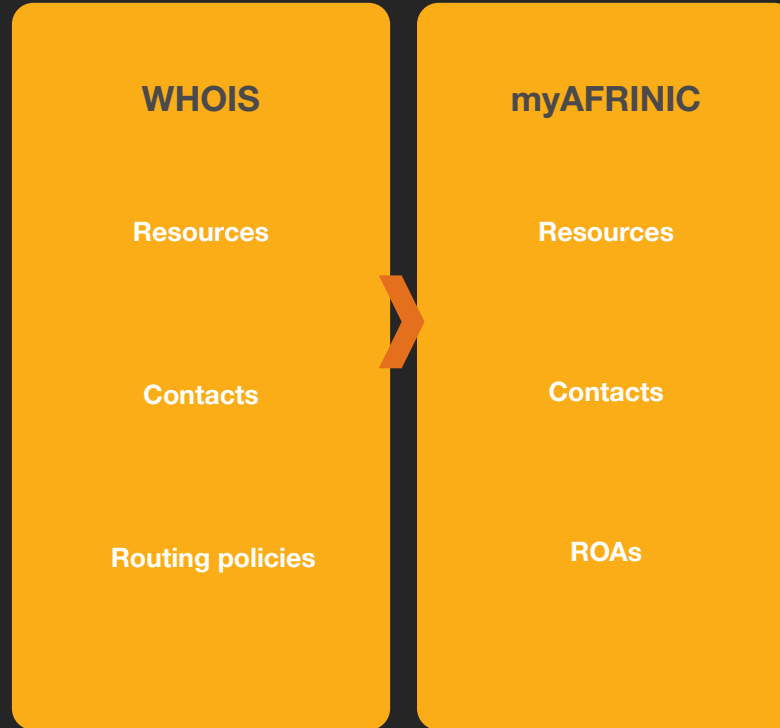 WHOIS
Resources
Contacts
Routing policies
myAFRINIC
Resources
Contacts
ROAs